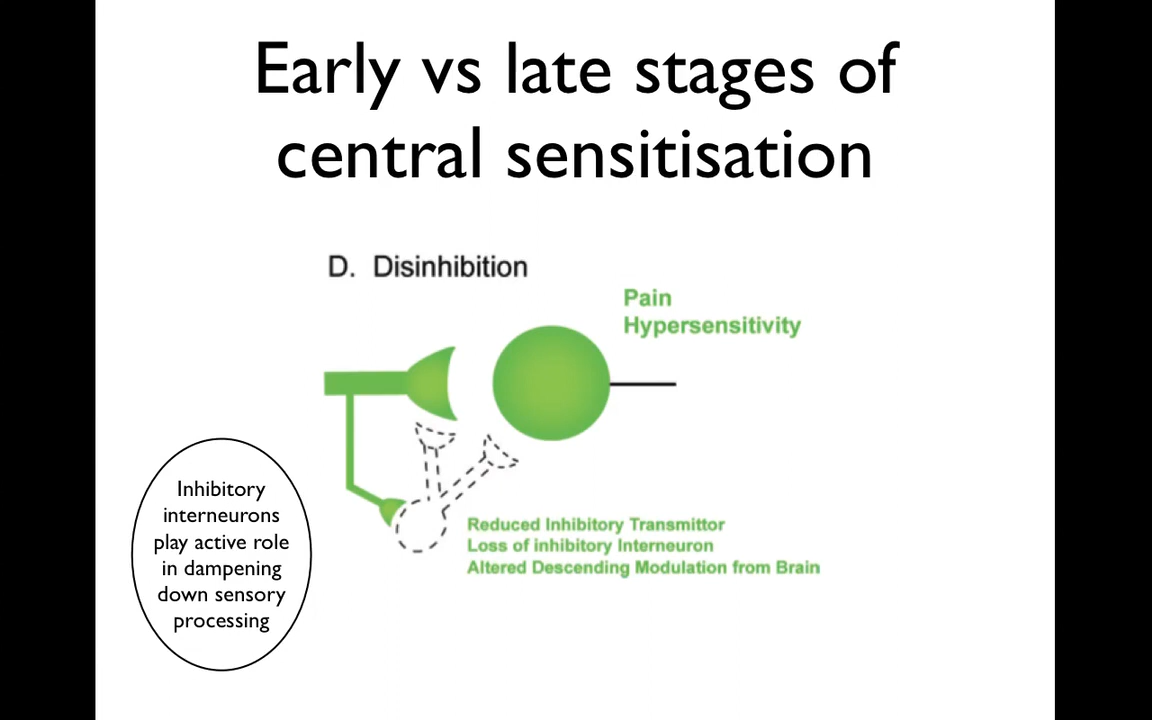 Early vs late stages of
central sensitisation
D. Disinhibition
Pain
Hypersensitivity
Inhibitory
interneurons
play active role
in dampening
down sensory
processing
Reduced Inhibitory Transmittor
Loss of inhibitory Interneuron
Altered Descending Modulation from Brain